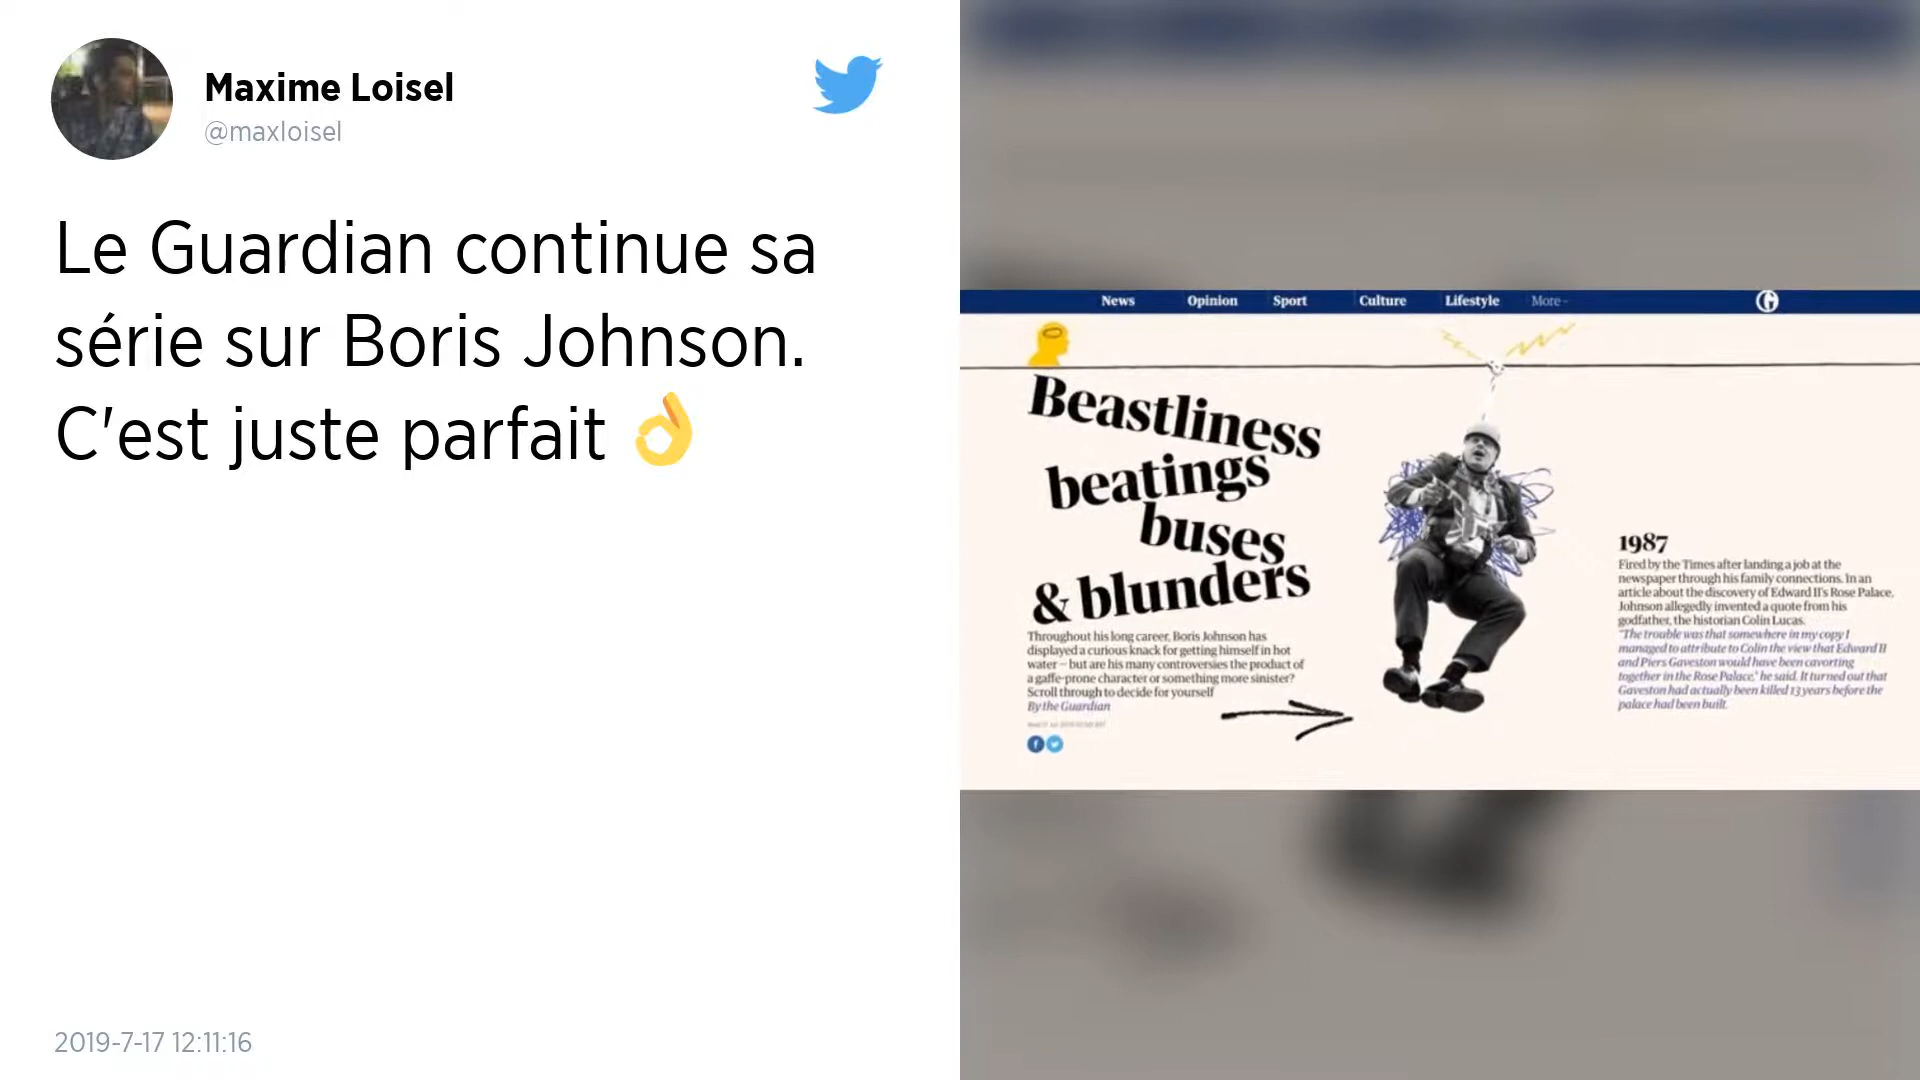 Maxime Loisel
@maxloisel
Le Guardian continue sa
série sur Boris Johnson.
C'est juste parfait 👌
2019-7-17 12:11:16
News Opinion Sport Culture Lifestyle More
Beastliness
beatings
buses
& blunders
Throughout his long career, Boris Johnson has
displayed a curious knack for getting himself in hot
water – but are his many controversies the product of
a gaffe-prone character or something more sinister?
Scroll through to decide for yourself
By the Guardian
1987
Fired by the Times after landing a job at the
newspaper through his family connections. In an
article about the discovery of Edward II's Rose Palace,
Johnson allegedly invented a quote from his
godfather, the historian Colin Lucas.
"The trouble was that somewhere in my copy I
managed to attribute to Colin the view that Edward II
and Piers Gaveston would have been cavorting
together in the Rose Palace," he said. It turned out that
Gaveston had actually been killed 13 years before the
palace had been built.